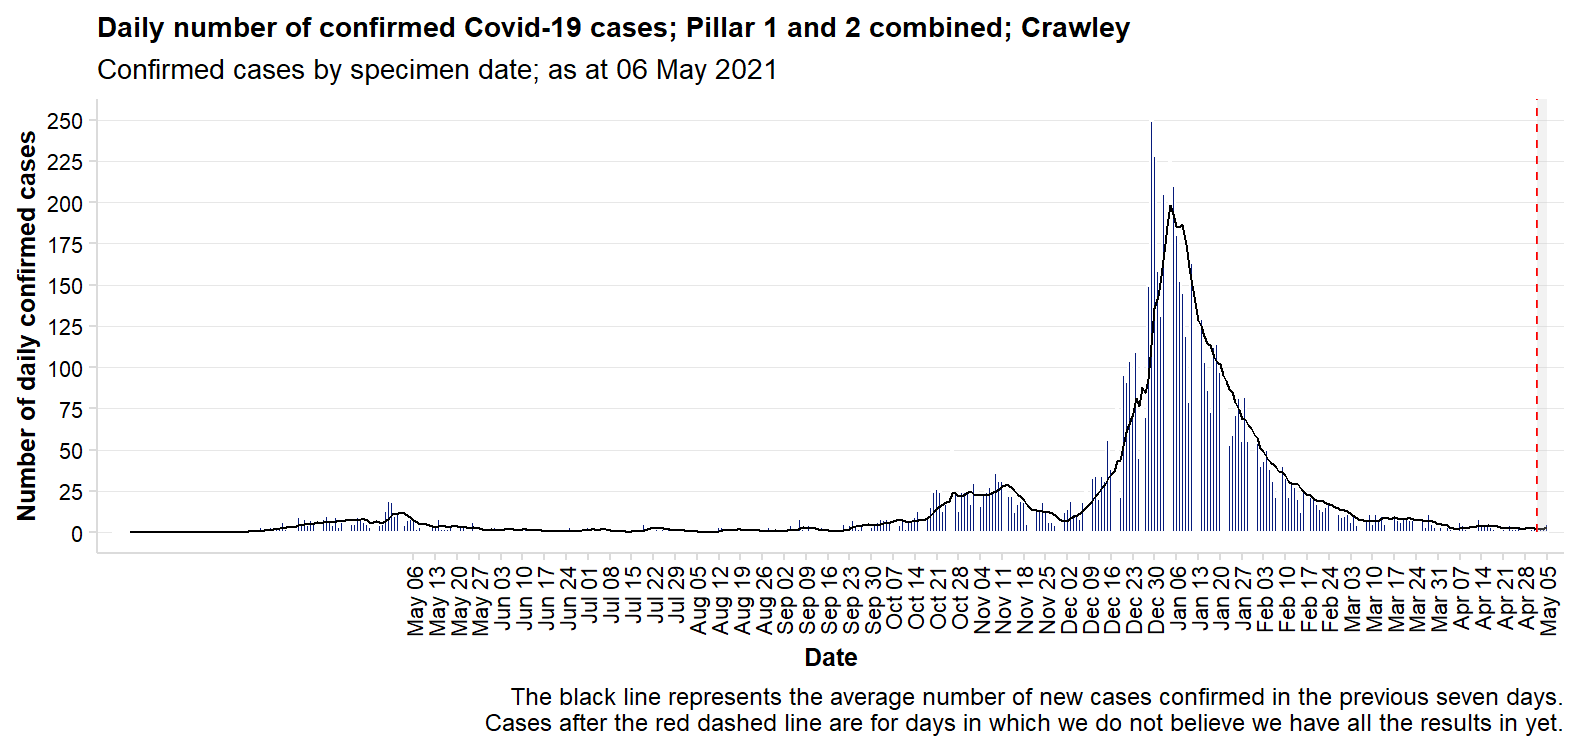 Daily number of confirmed Covid-19 cases; Pillar 1 and 2 combined; Crawley
Confirmed cases by specimen date; as at 06 May 2021
Number of daily confirmed cases
250
225
200
175
150
125
100
75
50
25
0
May 06
May 13
May 20
May 27
Jun 03
Jun 10
Jun 17
Jun 24
Jul 01
Jul 08
Jul 15
Jul 22
Jul 29
Aug 05
Aug 12
Aug 19
Aug 26
Sep 02
Sep 09
Sep 16
Sep 23
Sep 30
Oct 07
Oct 14
Oct 21
Oct 28
Nov 04
Nov 11
Nov 18
Nov 25
Dec 02
Dec 09
Dec 16
Dec 23
Dec 30
Jan 06
Jan 13
Jan 20
Jan 27
Feb 03
Feb 10
Feb 17
Feb 24
Mar 03
Mar 10
Mar 17
Mar 24
Mar 31
Apr 07
Apr 14
Apr 21
Apr 28
May 05
Date
The black line represents the average number of new cases confirmed in the previous seven days.
Cases after the red dashed line are for days in which we do not believe we have all the results in yet.